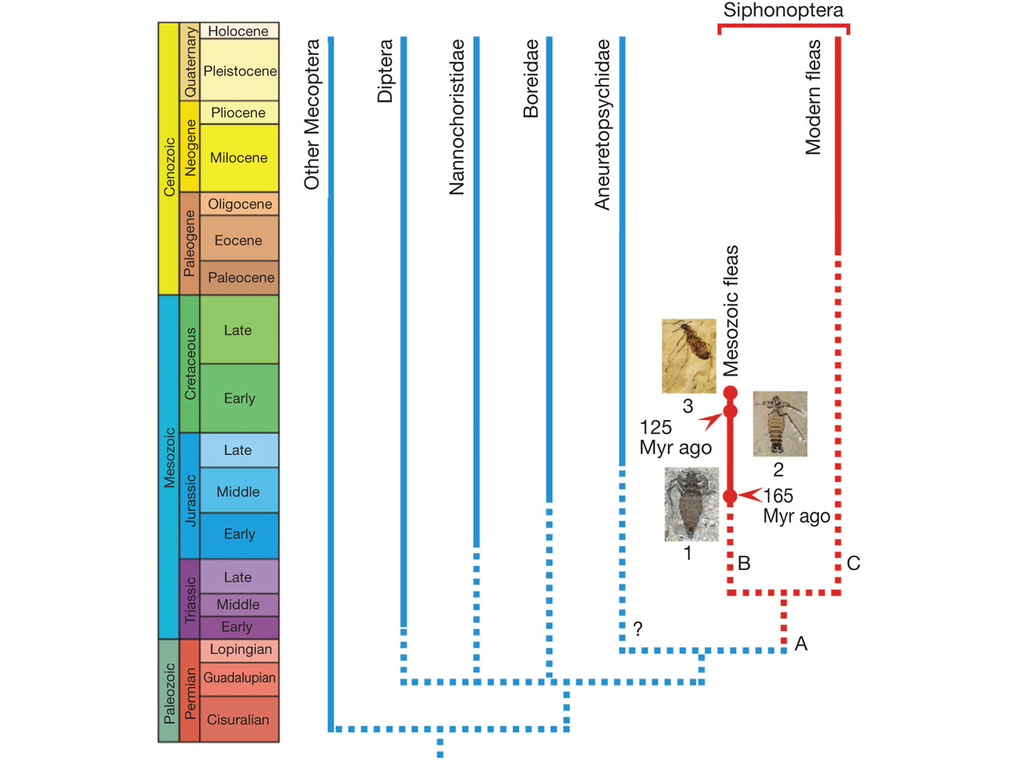 Siphonoptera
Cenozoic
Mesozoic
Paleozoic
Quaternary
Neogene
Paleogene
Cretaceous
Jurassic
Triassic
Permian
Holocene
Pleistocene
Pliocene
Milocene
Oligocene
Eocene
Paleocene
Late
Early
Late
Middle
Early
Late
Middle
Early
Lopingian
Guadalupian
Cisuralian
Other Mecoptera
Diptera
Nannochoristidae
Boreidae
Aneuretopsychidae
Mesozoic fleas
Modern fleas
3
125
Myr ago
2
165
Myr ago
1
B
C
?
A